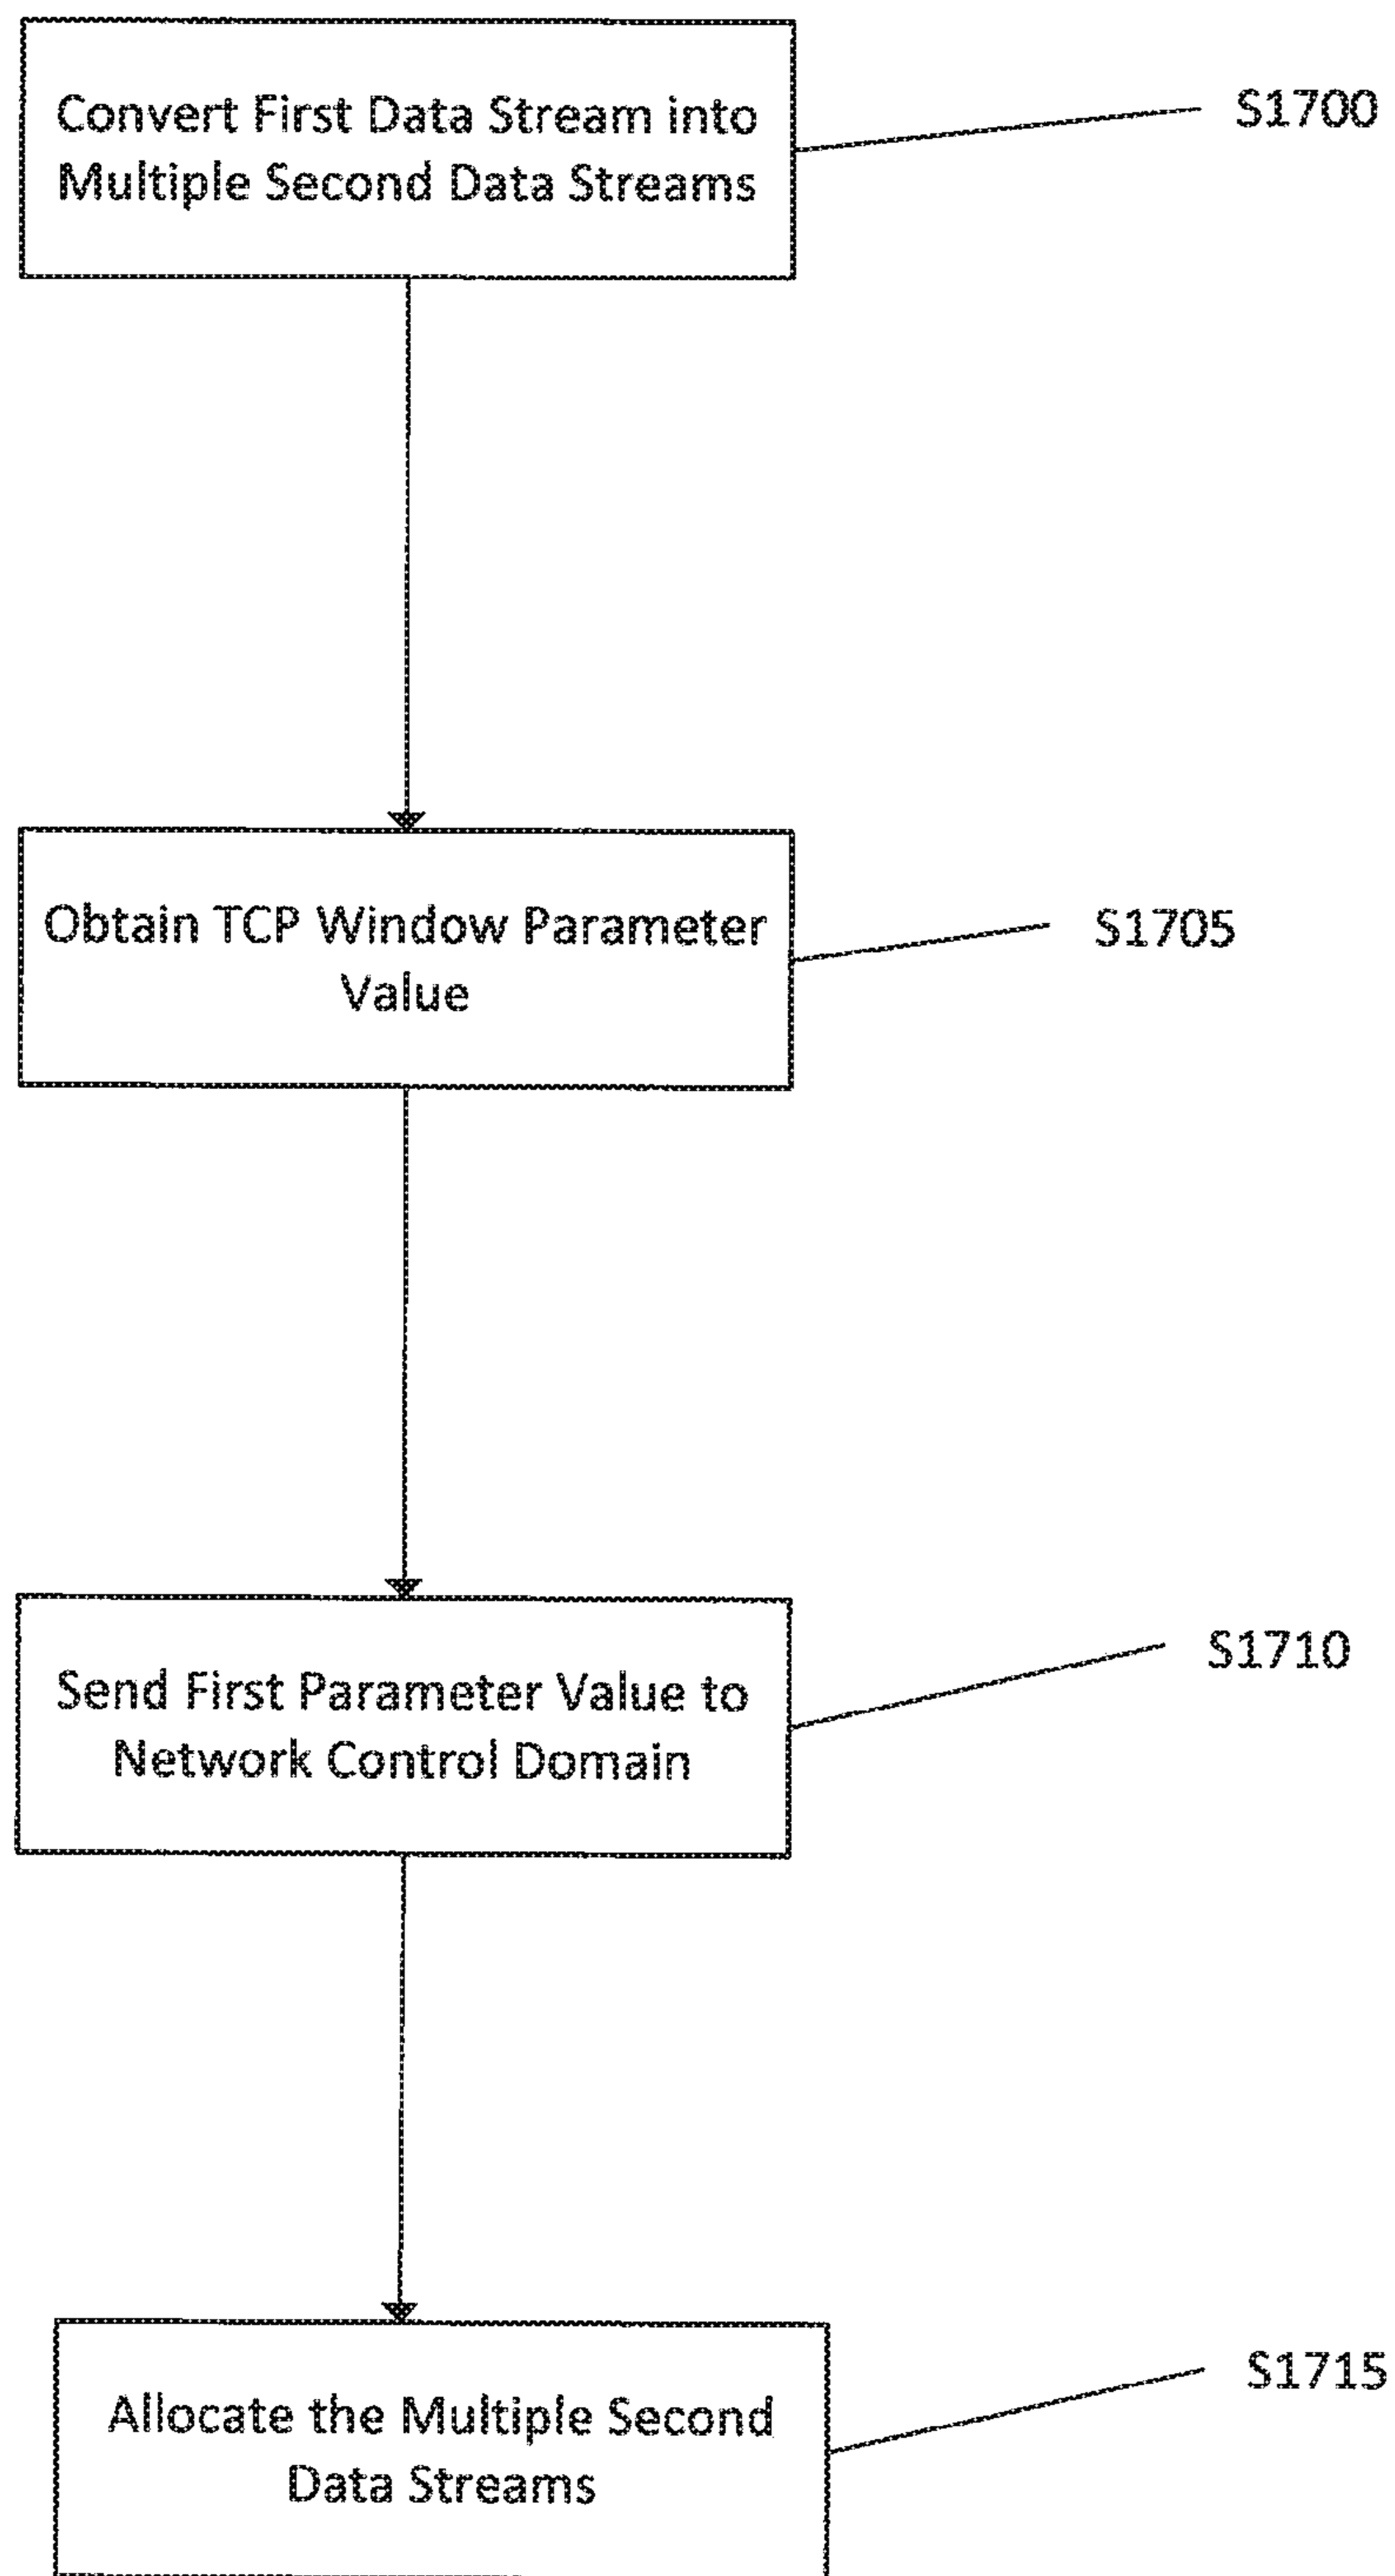 Convert First Data Stream into
Multiple Second Data Streams
S1700
Obtain TCP Window Parameter
Value
S1705
Send First Parameter Value to
Network Control Domain
S1710
Allocate the Multiple Second
Data Streams
S1715